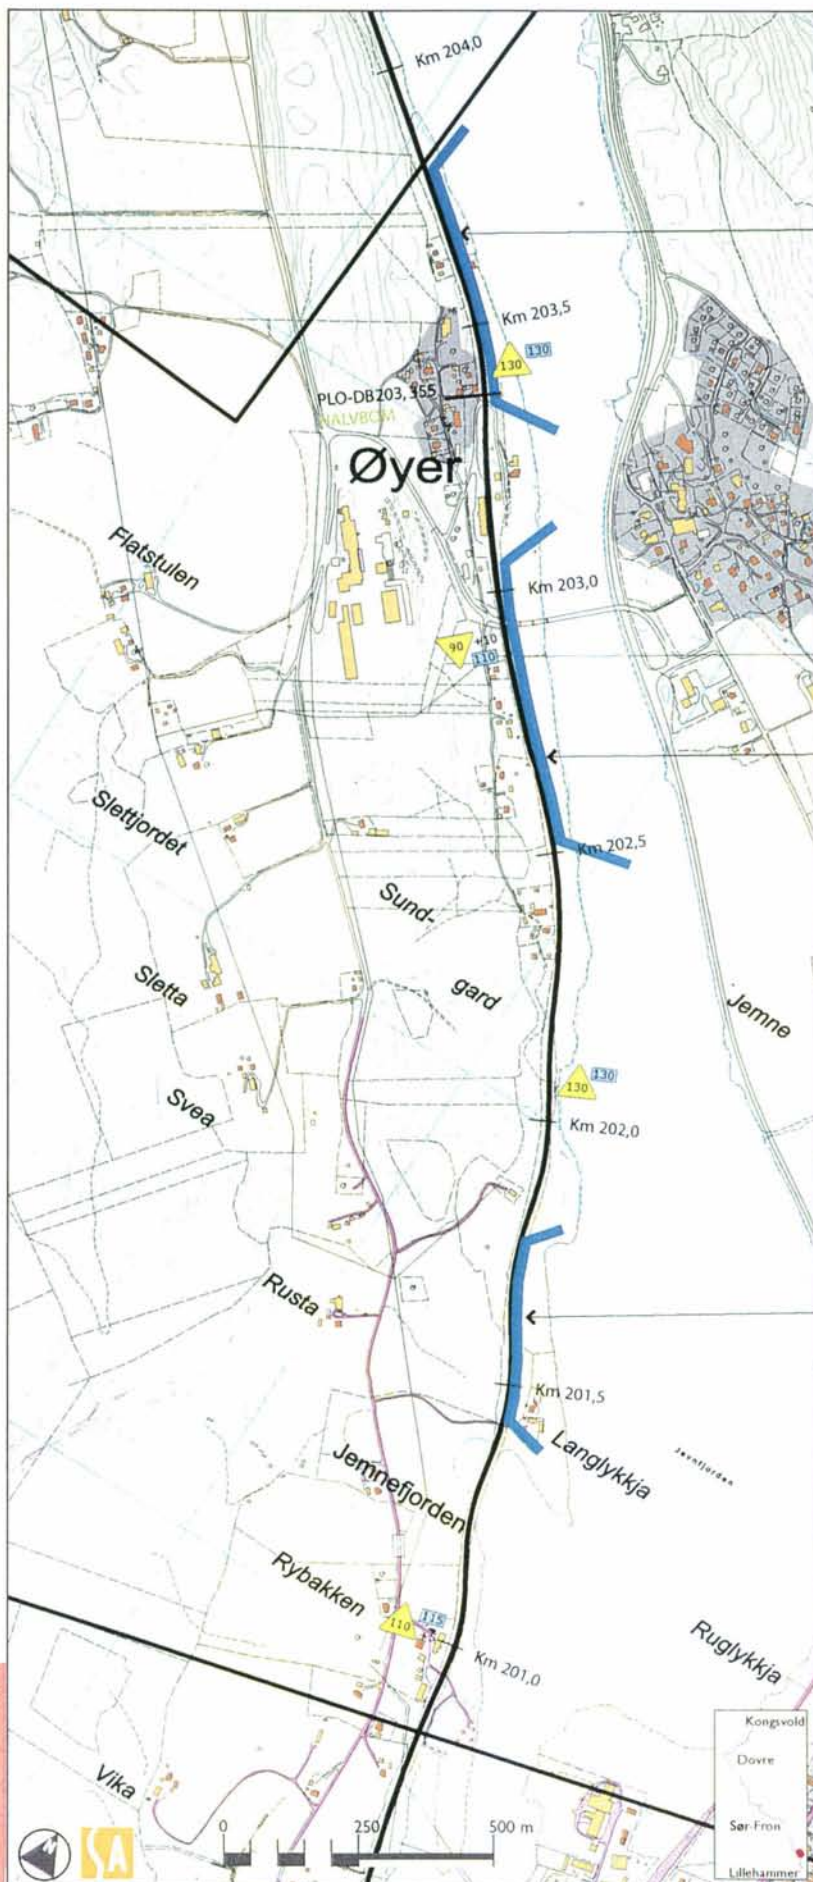 Km 204,0
Km 203,5
130
130
PLO-DB203, 355
HALVBOM
Øyer
Flatstulen
Km 203,0
90
+10
110
Slettjordet
Km 202,5
Sund-
gard
Sletta
Jemne
Svea
130
130
Km 202,0
Rusta
Km 201,5
Langlykkja
Jevnfjorden
Jemnefjorden
Rybakken
115
110
Km 201,0
Ruglykkja
Vika
Kongsvold
Dovre
Sør-Fron
Lillehammer
N
SA
0
250
500 m